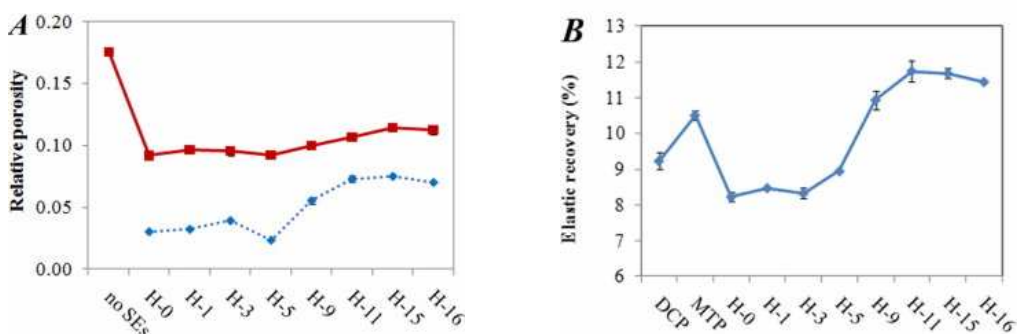 A
Relative porosity
0.20
0.15
0.10
0.05
0.00
no SEs
H-0
H-1
H-3
H-5
H-9
H-11
H-15
H-16
B
Elastic recovery (%)
13
12
11
10
9
8
7
6
DCP
MTP
H-0
H-1
H-3
H-5
H-9
H-11
H-15
H-16